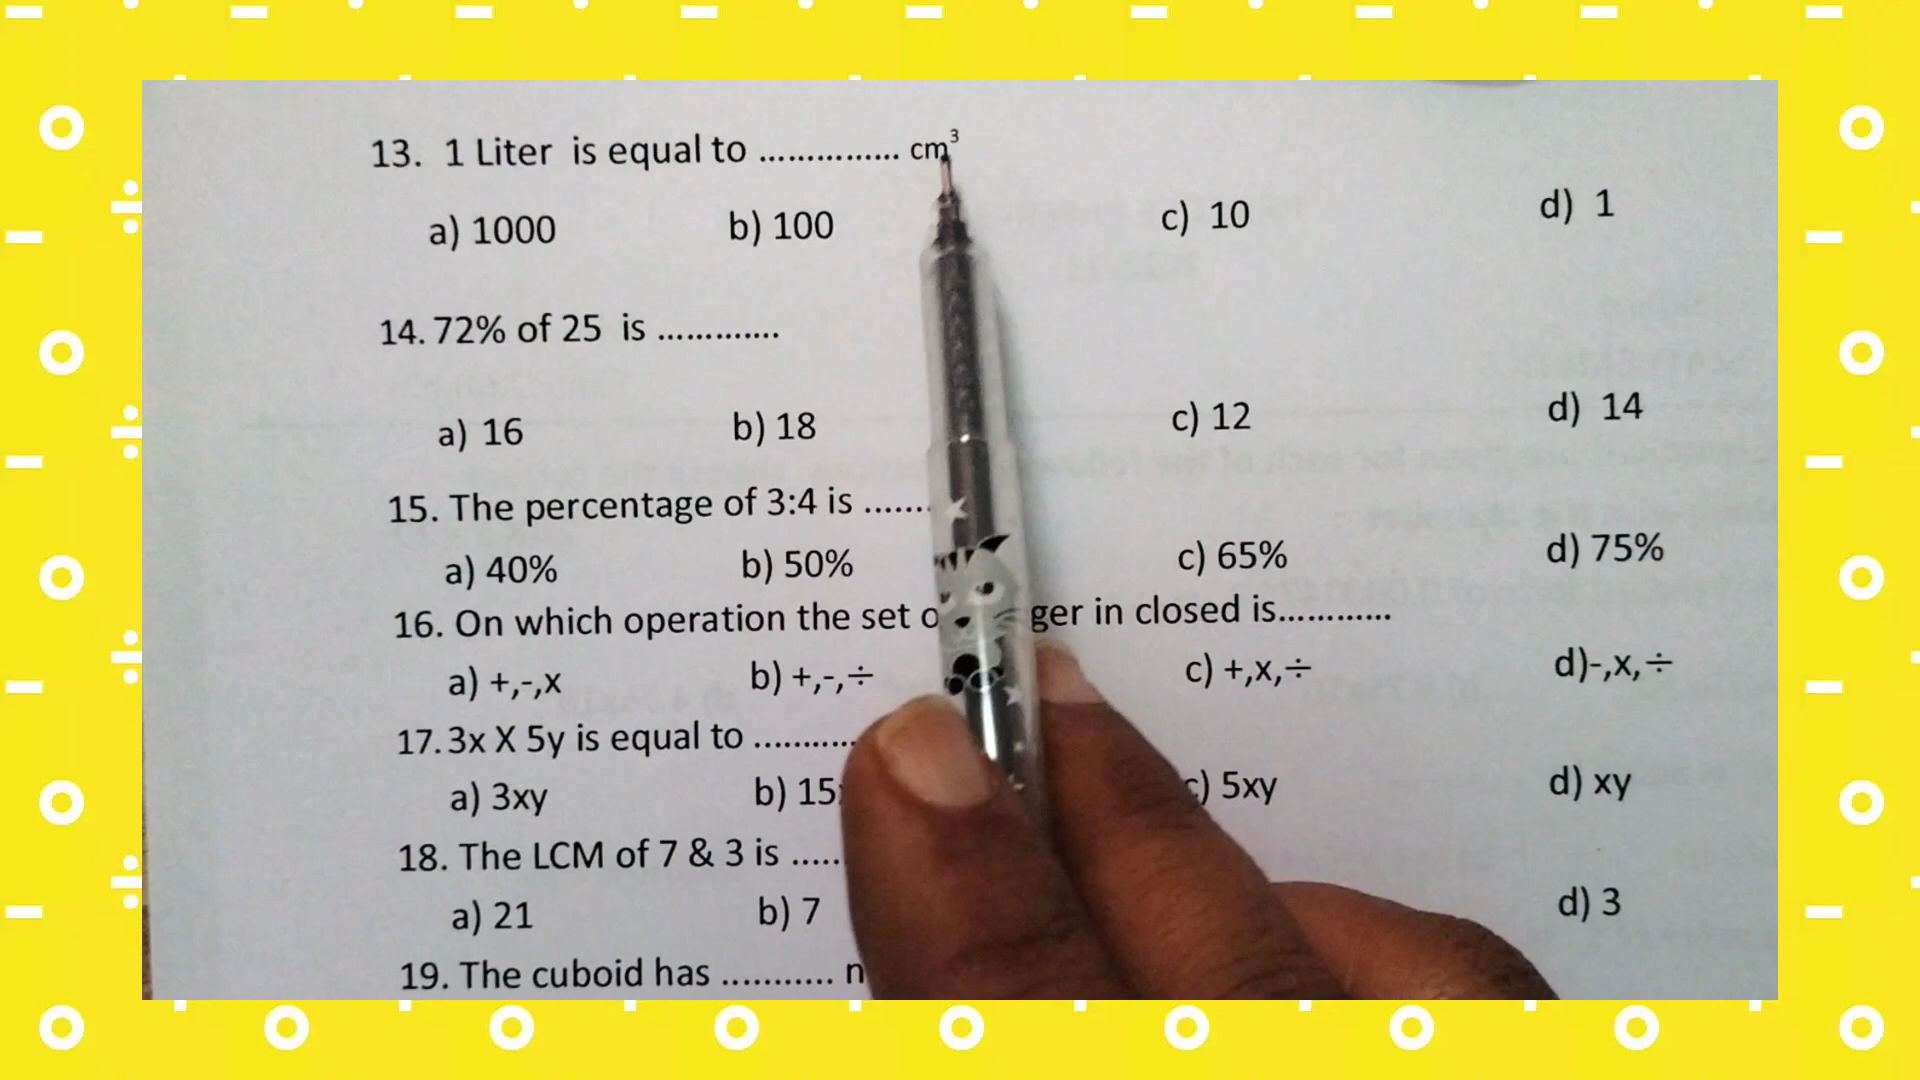 13. 1 Liter is equal to ............... cm³
a) 1000 b) 100 c) 10 d) 1
14. 72% of 25 is .............
a) 16 b) 18 c) 12 d) 14
15. The percentage of 3:4 is .......
a) 40% b) 50% c) 65% d) 75%
16. On which operation the set in closed is............
a) +,-,x b) +,-,÷ c) +,x,÷ d)-,x,÷
17. 3x X 5y is equal to ...........
a) 3xy b) 15 c) 5xy d) xy
18. The LCM of 7 & 3 is .....
a) 21 b) 7 d) 3
19. The cuboid has ........... n